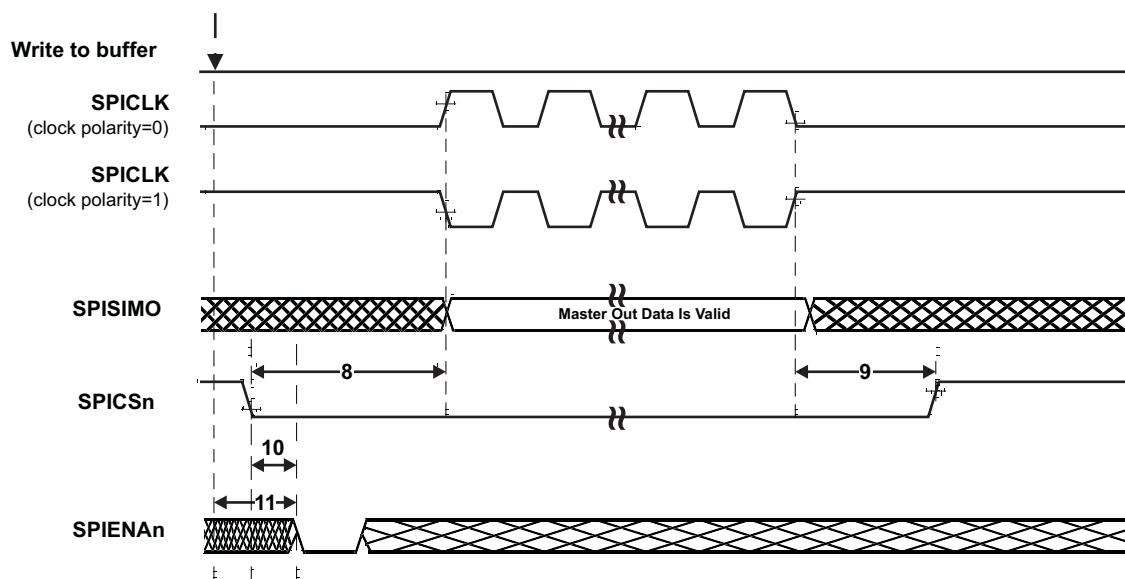 Write to buffer
SPICLK
(clock polarity=0)
SPICLK
(clock polarity=1)
SPISIMO
Master Out Data Is Valid
8
9
SPICSn
10
11
SPIENAn